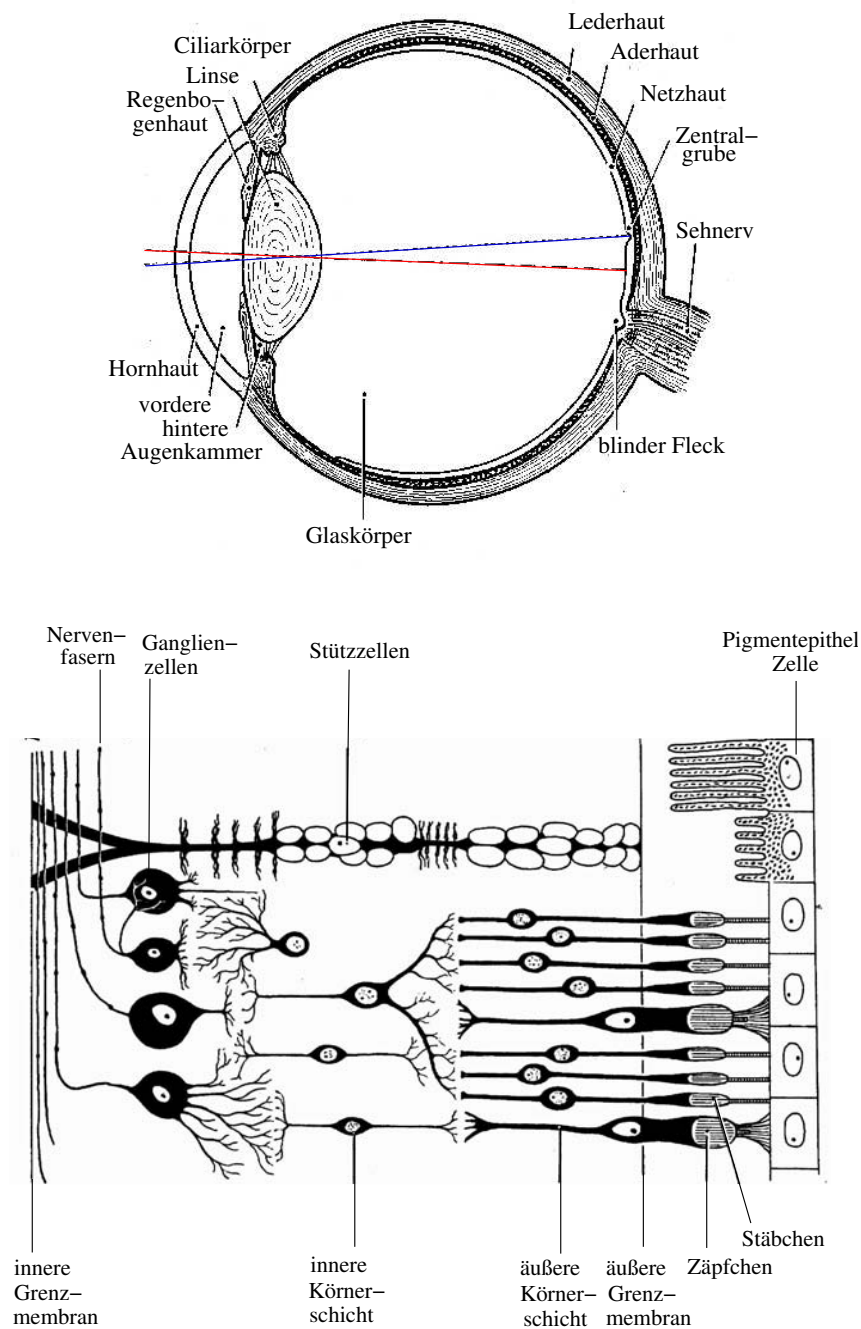 Ciliarkörper
Linse
Regenbo–
genhaut
Lederhaut
Aderhaut
Netzhaut
Zentral–
grube
Sehnerv
Hornhaut
vordere
hintere
Augenkammer
blinder Fleck
Glaskörper
Nerven–
fasern
Ganglien–
zellen
Stützzellen
Pigmentepithel
Zelle
Stäbchen
Zäpfchen
innere
Grenz–
membran
innere
Körner–
schicht
äußere
Körner–
schicht
äußere
Grenz–
membran